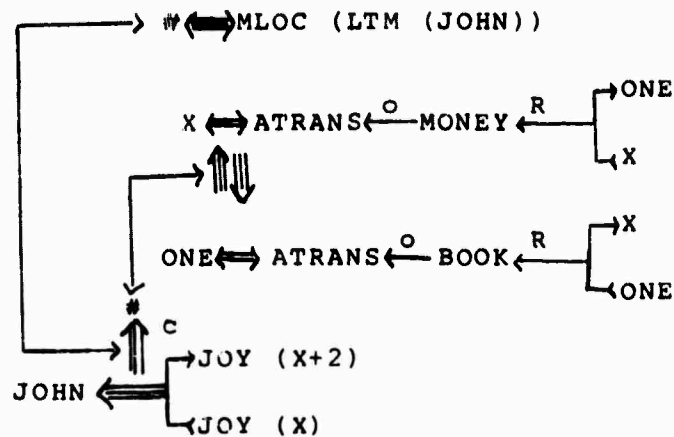 # MLOC (LTM (JOHN))
ONE
X ATRANS O MONEY R
X
X
ONE ATRANS O BOOK R
ONE
#
C
JOY (X+2)
JOHN
JOY (X)